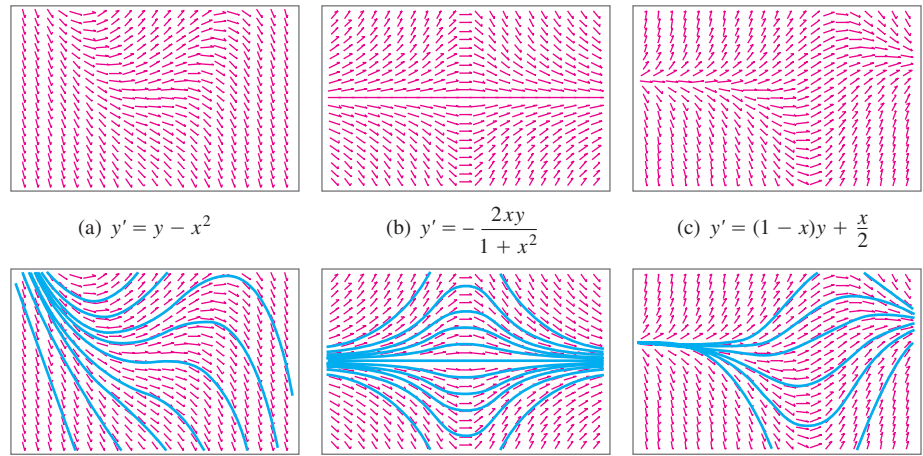 (a) y′ = y − x²
(b) y′ = - 2xy / 1 + x²
(c) y′ = (1 − x)y + x/2